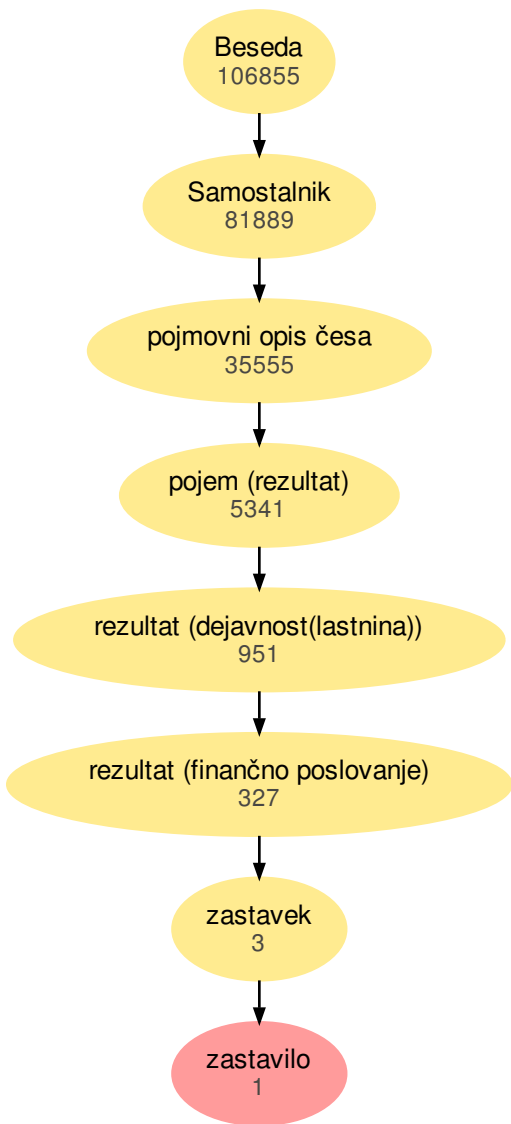 Beseda
106855
Samostalnik
81889
pojmovni opis česa
35555
pojem (rezultat)
5341
rezultat (dejavnost(lastnina))
951
rezultat (finančno poslovanje)
327
zastavek
3
zastavilo
1